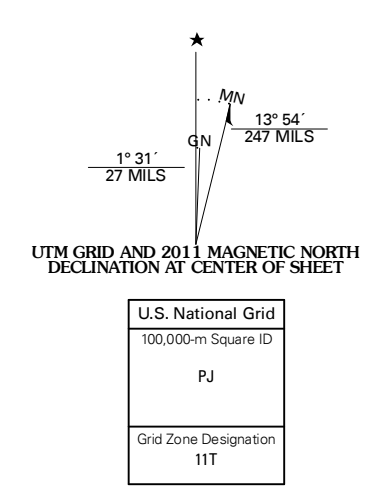 ★
MN
13° 54´
247 MILS
GN
1° 31´
27 MILS
UTM GRID AND 2011 MAGNETIC NORTH
DECLINATION AT CENTER OF SHEET
U.S. National Grid
100,000-m Square ID
PJ
Grid Zone Designation
11T